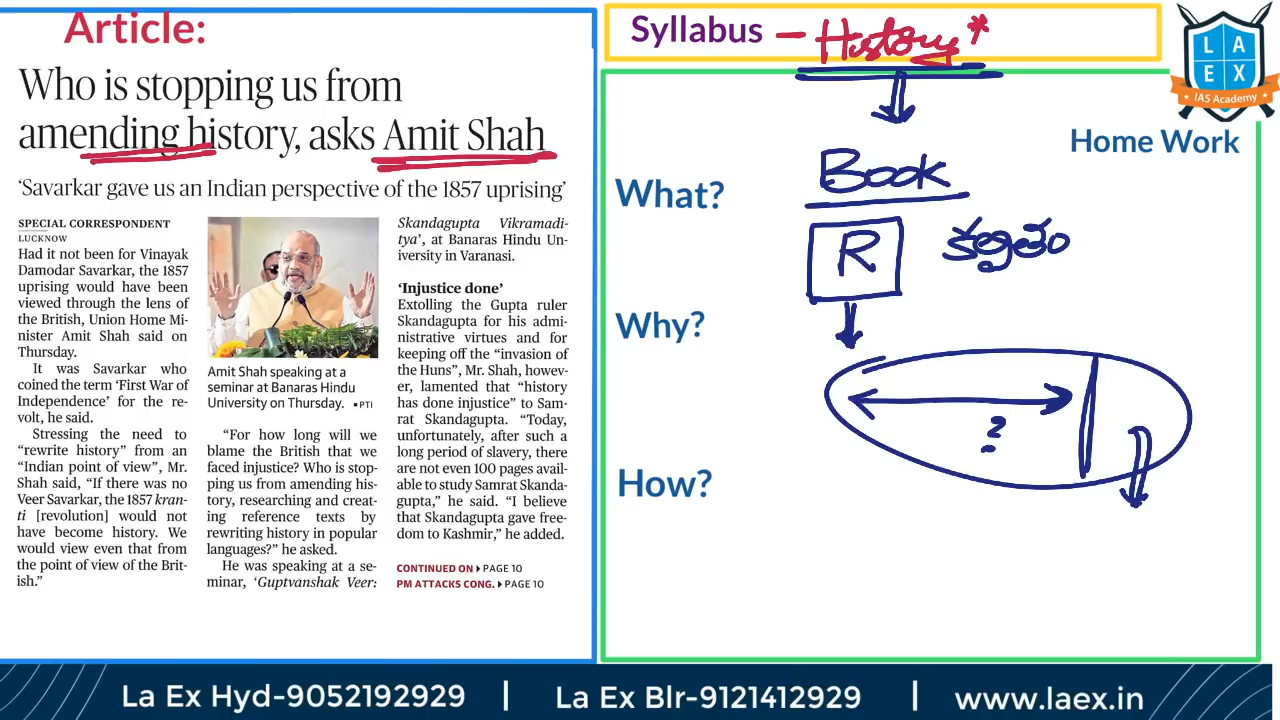 Article:
Who is stopping us from
amending history, asks Amit Shah
‘Savarkar gave us an Indian perspective of the 1857 uprising’
SPECIAL CORRESPONDENT
LUCKNOW
Had it not been for Vinayak
Damodar Savarkar, the 1857
uprising would have been
viewed through the lens of
the British, Union Home Mi-
nister Amit Shah said on
Thursday.
It was Savarkar who
coined the term ‘First War of
Independence’ for the re-
volt, he said.
Stressing the need to
“rewrite history” from an
“Indian point of view”, Mr.
Shah said, “If there was no
Veer Savarkar, the 1857 kran-
ti [revolution] would not
have become history. We
would view even that from
the point of view of the Brit-
ish.”
Amit Shah speaking at a
seminar at Banaras Hindu
University on Thursday. ▪PTI
“For how long will we
blame the British that we
faced injustice? Who is stop-
ping us from amending his-
tory, researching and creat-
ing reference texts by
rewriting history in popular
languages?” he asked.
He was speaking at a se-
minar, ‘Guptvanshak Veer:
Skandagupta Vikramadi-
tya’, at Banaras Hindu Un-
iversity in Varanasi.
‘Injustice done’
Extolling the Gupta ruler
Skandagupta for his admi-
nistrative virtues and for
keeping off the “invasion of
the Huns”, Mr. Shah, howev-
er, lamented that “history
has done injustice” to Sam-
rat Skandagupta. “Today,
unfortunately, after such a
long period of slavery, there
are not even 100 pages avail-
able to study Samrat Skanda-
gupta,” he said. “I believe
that Skandagupta gave free-
dom to Kashmir,” he added.
CONTINUED ON ▸ PAGE 10
PM ATTACKS CONG. ▸ PAGE 10
Syllabus – History*
L A
E X
IAS Academy
Home Work
What?
Book
R
Why?
?
How?
La Ex Hyd-9052192929 | La Ex Blr-9121412929 | www.laex.in